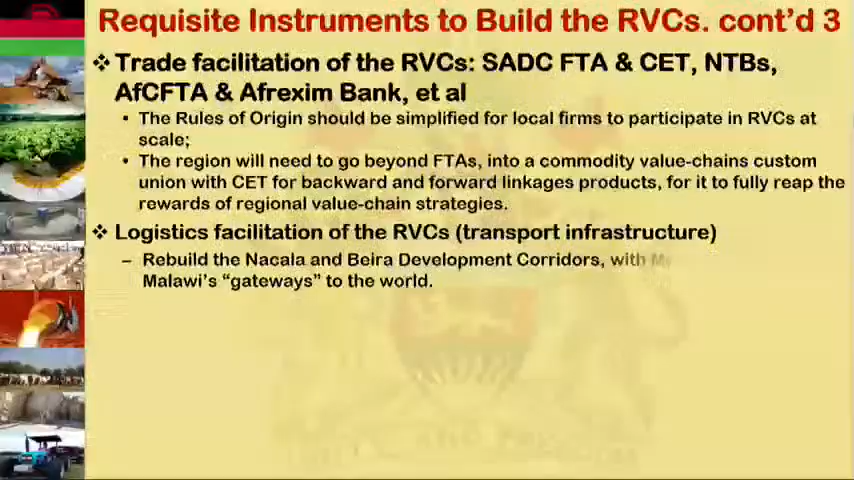 Requisite Instruments to Build the RVCs. cont'd 3
❖ Trade facilitation of the RVCs: SADC FTA & CET, NTBs,
AfCFTA & Afrexim Bank, et al
• The Rules of Origin should be simplified for local firms to participate in RVCs at
scale;
• The region will need to go beyond FTAs, into a commodity value-chains custom
union with CET for backward and forward linkages products, for it to fully reap the
rewards of regional value-chain strategies.
❖ Logistics facilitation of the RVCs (transport infrastructure)
– Rebuild the Nacala and Beira Development Corridors, with
Malawi's “gateways” to the world.